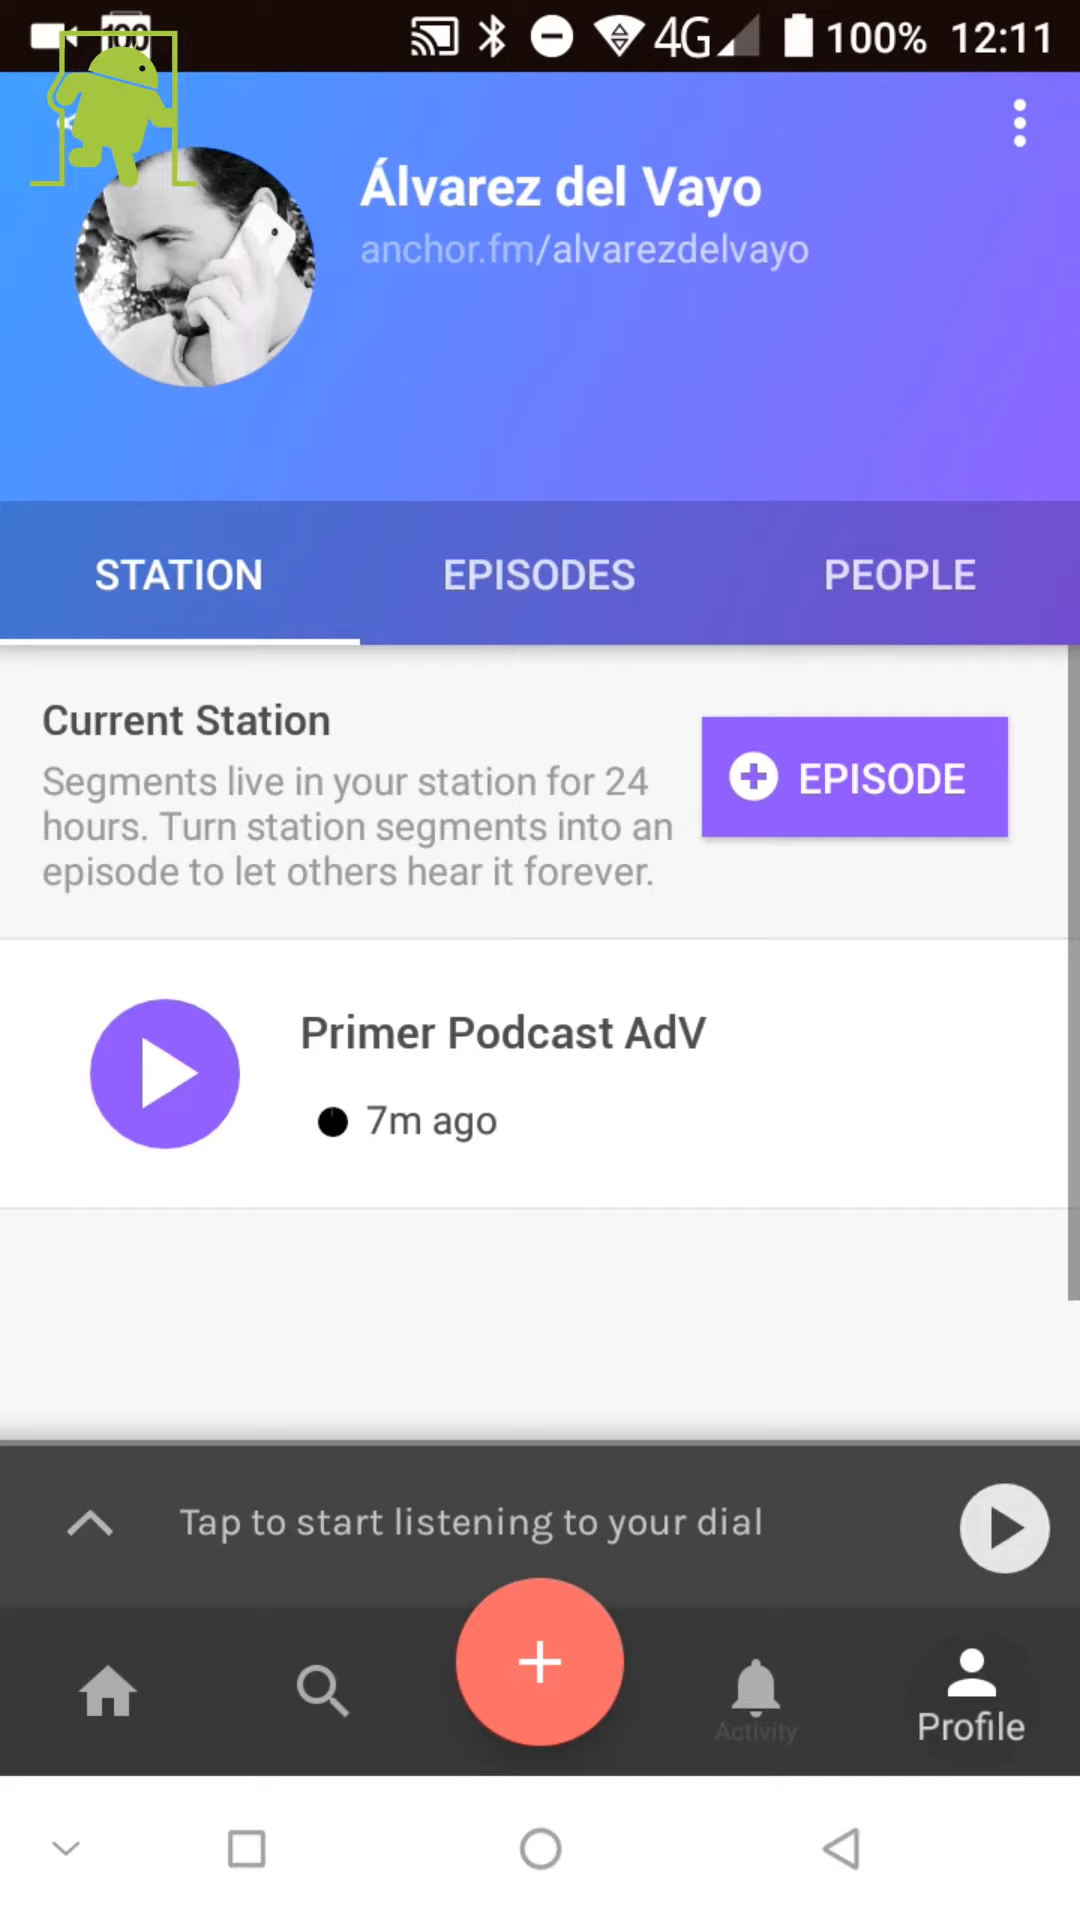 100
4G 100% 12:11
Álvarez del Vayo
anchor.fm/alvarezdelvayo
STATION EPISODES PEOPLE
Current Station
Segments live in your station for 24
hours. Turn station segments into an
episode to let others hear it forever.
EPISODE
Primer Podcast AdV
7m ago
Tap to start listening to your dial
Activity
Profile